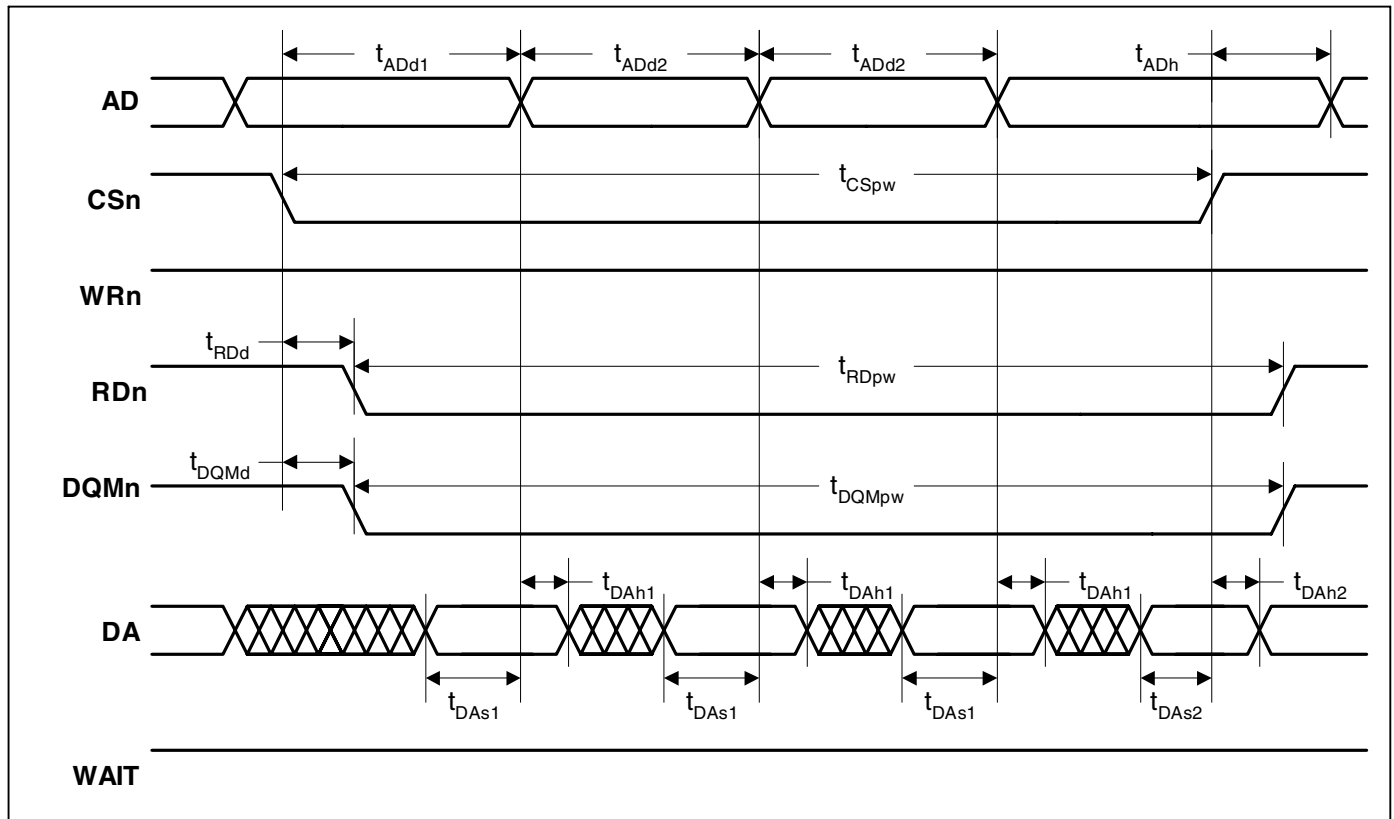 tADd1 tADd2 tADd2 tADh
AD
tCSpw
CSn
WRn
tRDd
tRDpw
RDn
tDQMd
tDQMpw
DQMn
tDAh1 tDAh1 tDAh1 tDAh2
DA
tDAs1 tDAs1 tDAs1 tDAs2
WAIT